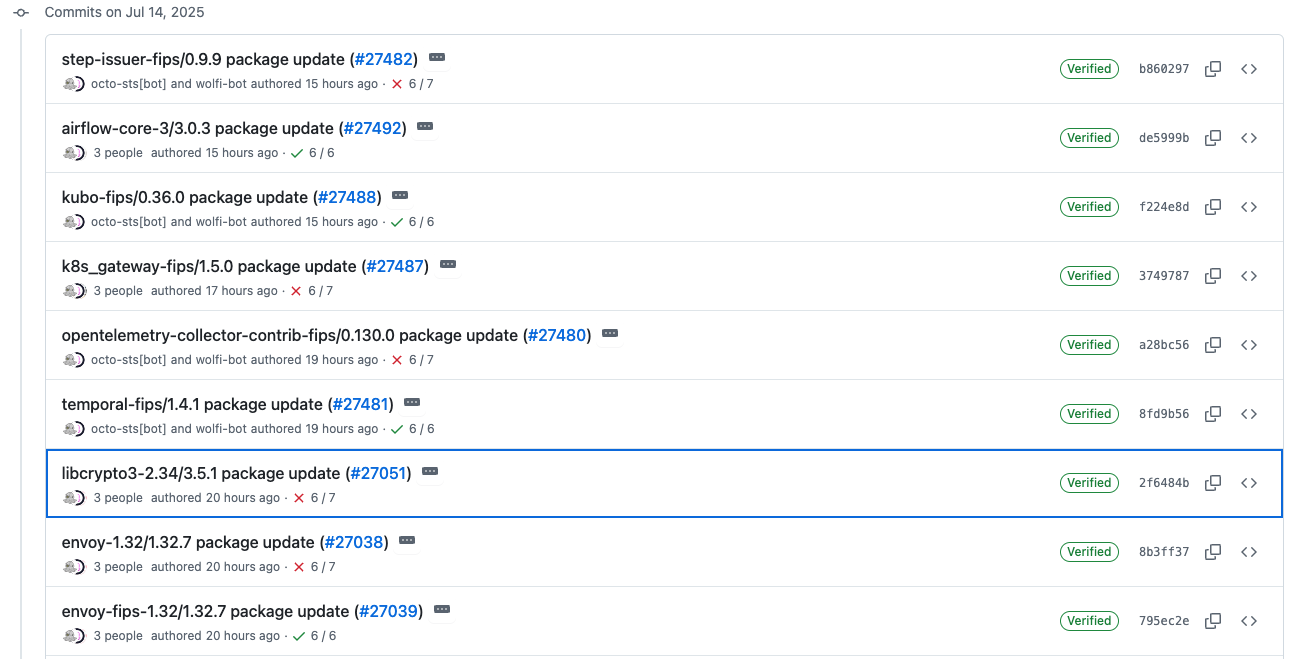 Commits on Jul 14, 2025
step-issuer-fips/0.9.9 package update (#27482)
octo-sts[bot] and wolfi-bot authored 15 hours ago · 6 / 7
Verified b860297
airflow-core-3/3.0.3 package update (#27492)
3 people authored 15 hours ago · 6 / 6
Verified de5999b
kubo-fips/0.36.0 package update (#27488)
octo-sts[bot] and wolfi-bot authored 15 hours ago · 6 / 6
Verified f224e8d
k8s_gateway-fips/1.5.0 package update (#27487)
3 people authored 17 hours ago · 6 / 7
Verified 3749787
opentelemetry-collector-contrib-fips/0.130.0 package update (#27480)
octo-sts[bot] and wolfi-bot authored 19 hours ago · 6 / 7
Verified a28bc56
temporal-fips/1.4.1 package update (#27481)
octo-sts[bot] and wolfi-bot authored 19 hours ago · 6 / 6
Verified 8fd9b56
libcrypto3-2.34/3.5.1 package update (#27051)
3 people authored 20 hours ago · 6 / 7
Verified 2f6484b
envoy-1.32/1.32.7 package update (#27038)
3 people authored 20 hours ago · 6 / 7
Verified 8b3ff37
envoy-fips-1.32/1.32.7 package update (#27039)
3 people authored 20 hours ago · 6 / 6
Verified 795ec2e